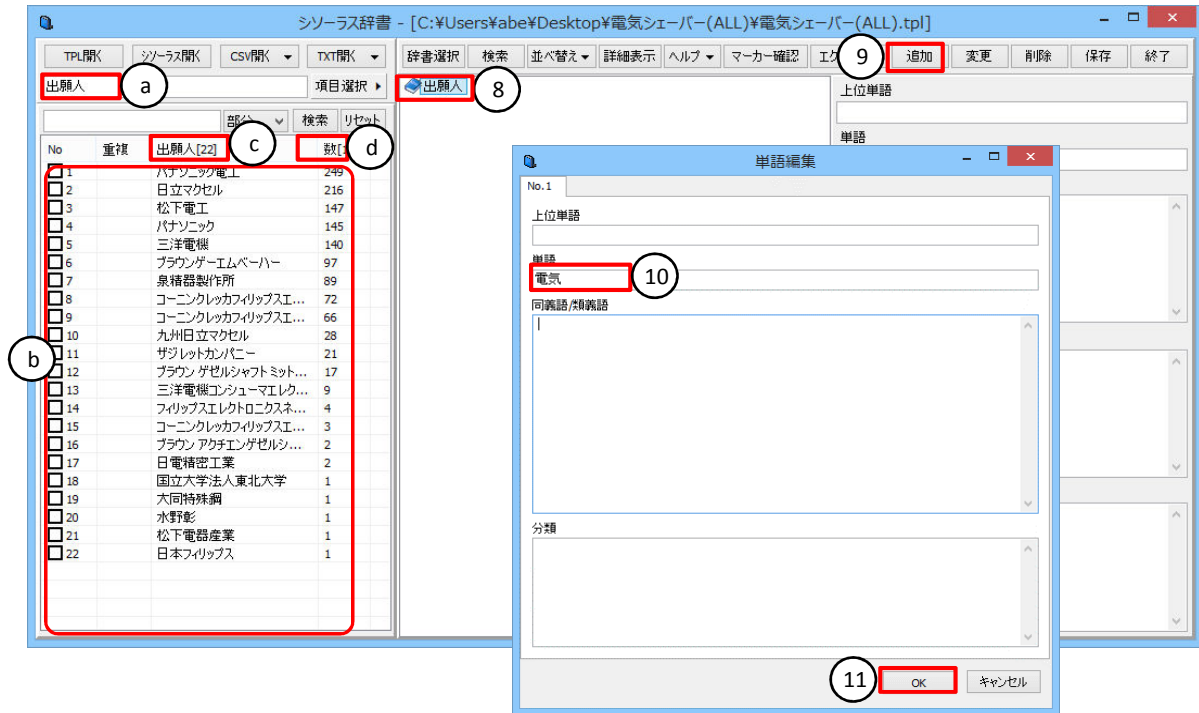 シソーラス辞書 - [C:¥Users¥abe¥Desktop¥電気シェーバー(ALL)¥電気シェーバー(ALL).tpl]
TPL開く シソーラス開く CSV開く TXT開く 辞書選択 検索 並べ替え 詳細表示 ヘルプ マーカー確認 9 追加 変更 削除 保存 終了
出願人 a 項目選択 出願人 8 上位単語
部分 検索 リセット
単語
No 重複 出願人[22] c 数[ d
1 パナソニック電工 249
2 日立マクセル 216
3 松下電工 147
4 パナソニック 145
5 三洋電機 140
6 ブラウンゲーエムベーハー 97
7 泉精器製作所 89
8 コーニンクレッカフィリップスエ... 72
9 コーニンクレッカフィリップスエ... 66
10 九州日立マクセル 28
b 11 ザジレットカンパニー 21
12 ブラウン ゲゼルシャフト ミット... 17
13 三洋電機コンシューマエレク... 9
14 フィリップスエレクトロニクスネ... 4
15 コーニンクレッカフィリップスエ... 3
16 ブラウン アクチエンゲゼルシ... 2
17 日電精密工業 2
18 国立大学法人東北大学 1
19 大同特殊鋼 1
20 水野彰 1
21 松下電器産業 1
22 日本フィリップス 1
単語編集
No.1
上位単語
単語
電気 10
同義語/類義語
分類
11 OK キャンセル